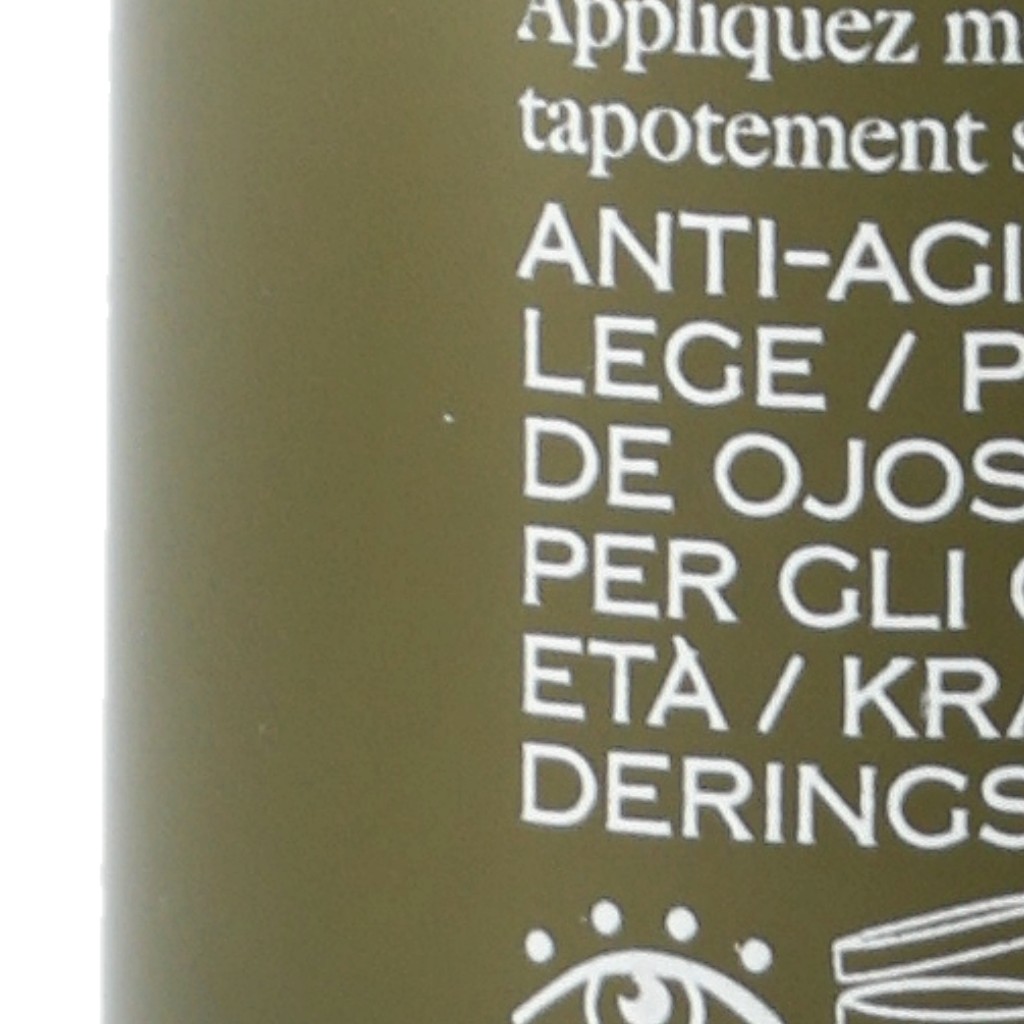 Appliquez
tapotement
ANTI-AGI
LEGE / P
DE OJOS
PER GLI
ETÀ / KRA
DERINGS